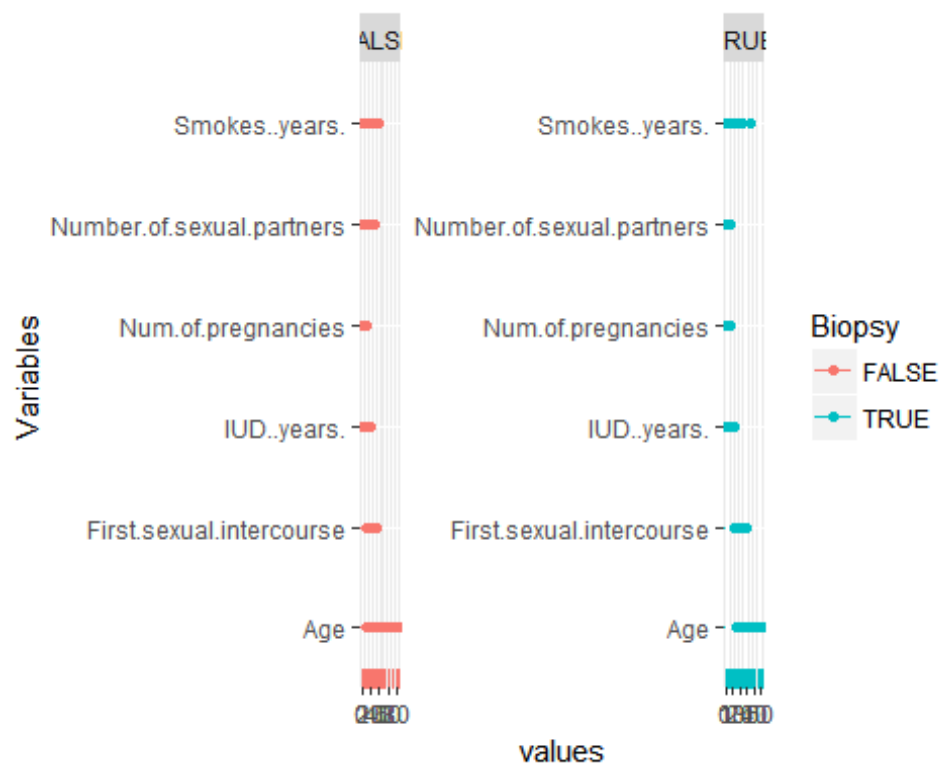 ALS
RUE
Smokes..years.
Number.of.sexual.partners
Num.of.pregnancies
IUD..years.
First.sexual.intercourse
Age
Smokes..years.
Number.of.sexual.partners
Num.of.pregnancies
IUD..years.
First.sexual.intercourse
Age
Variables
values
Biopsy
FALSE
TRUE